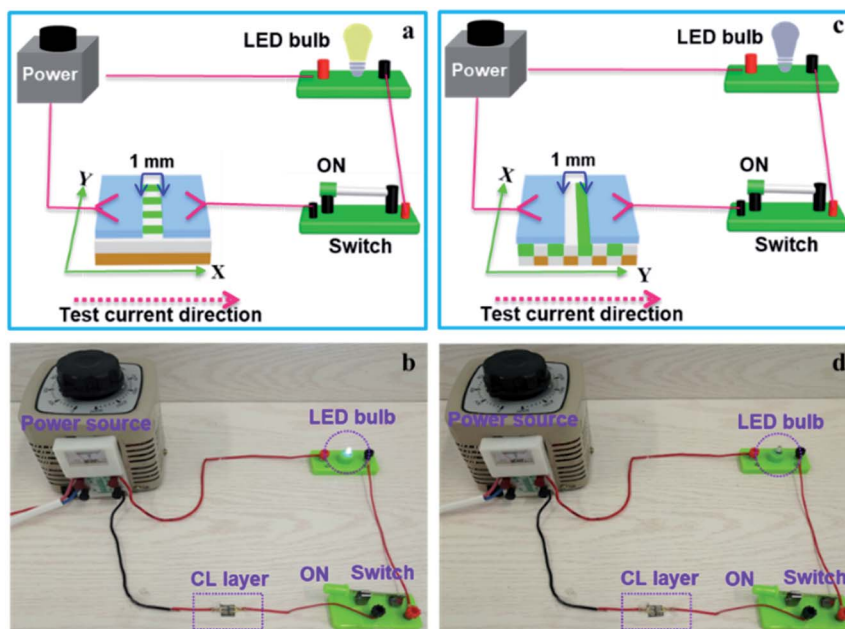 a
LED bulb
Power
1 mm
Y
ON
Switch
X
Test current direction
c
LED bulb
Power
1 mm
X
ON
Switch
Y
Test current direction
b
Power source
LED bulb
CL layer
ON
Switch
d
Power source
LED bulb
CL layer
ON
Switch